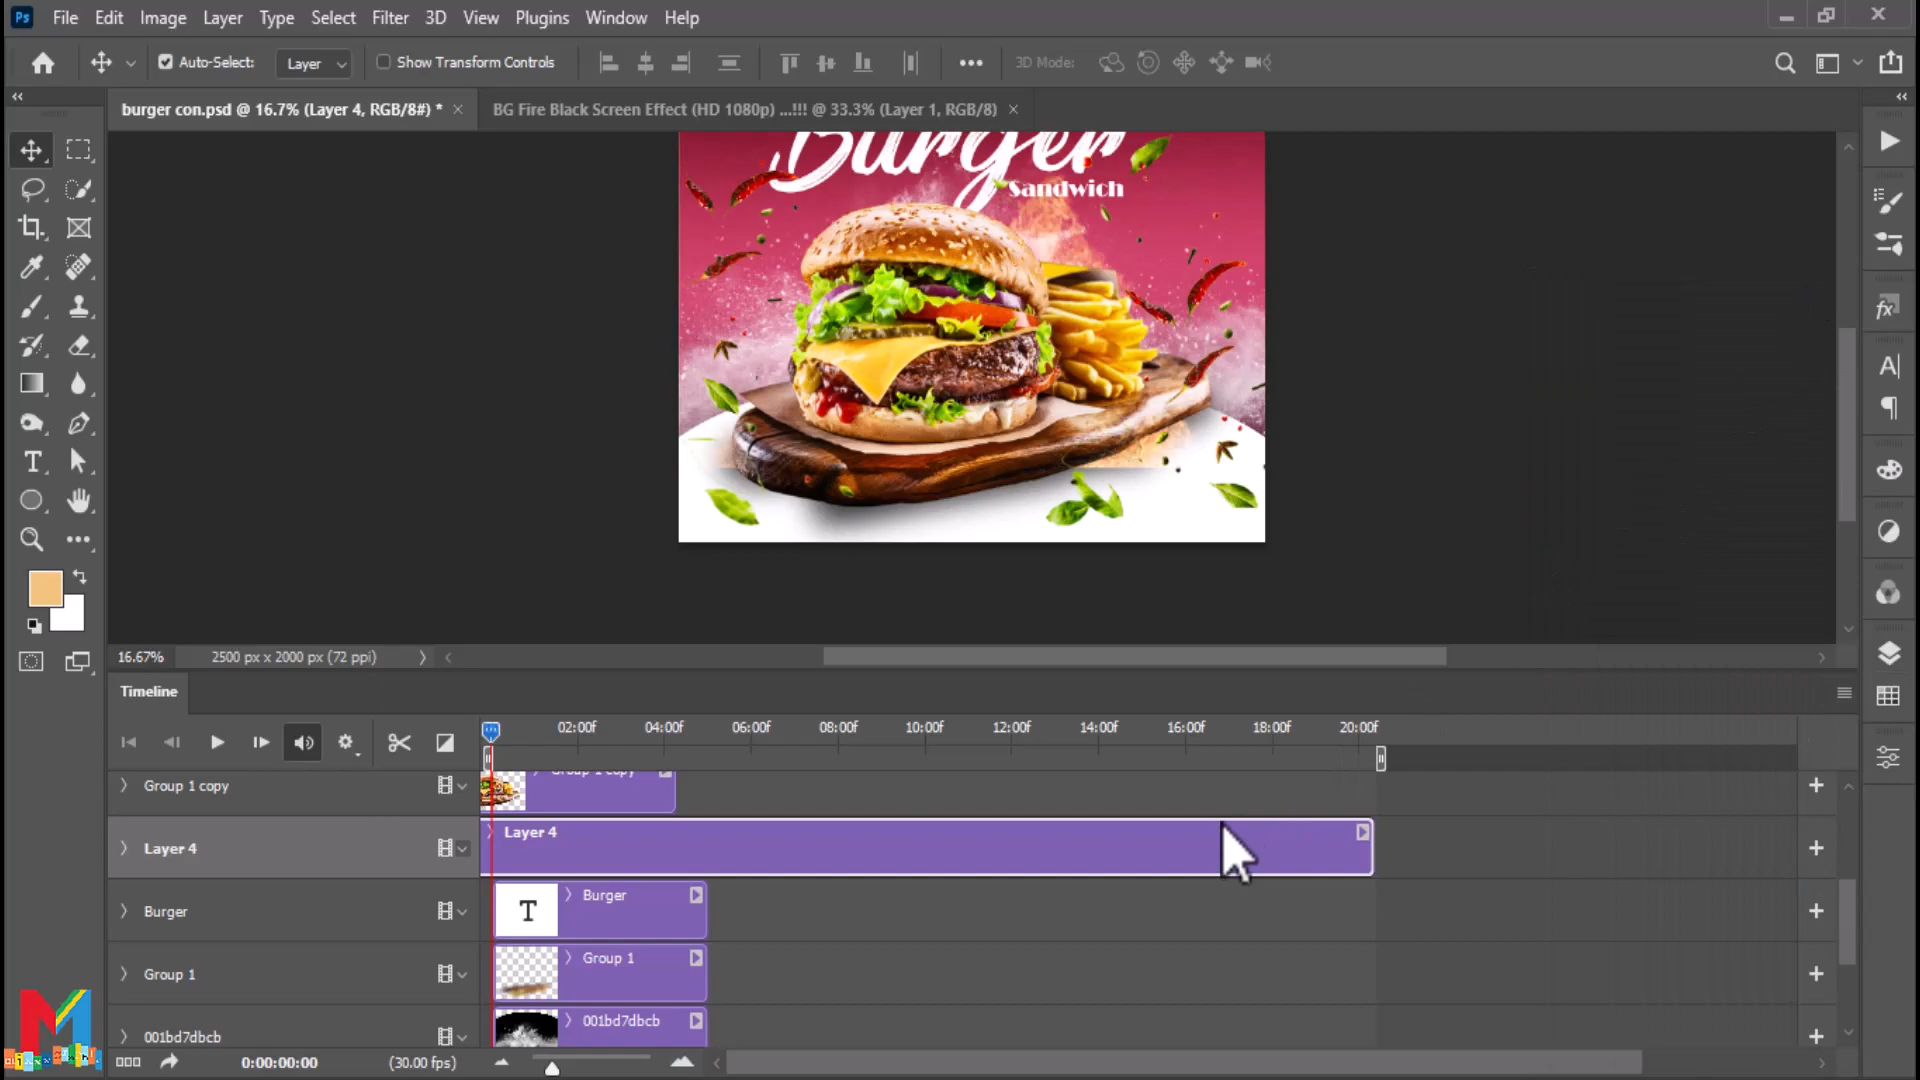 Ps File Edit Image Layer Type Select Filter 3D View Plugins Window Help
Auto-Select: Layer Show Transform Controls 3D Mode:
burger con.psd @ 16.7% (Layer 4, RGB/8#) * BG Fire Black Screen Effect (HD 1080p) ...!!! @ 33.3% (Layer 1, RGB/8)
Burger
Sandwich
16.67% 2500 px x 2000 px (72 ppi)
Timeline
02:00f 04:00f 06:00f 08:00f 10:00f 12:00f 14:00f 16:00f 18:00f 20:00f
Group 1 copy Group 1 copy
Layer 4 Layer 4
Burger T Burger
Group 1 Group 1
001bd7dbcb 001bd7dbcb
0:00:00:00 (30.00 fps)